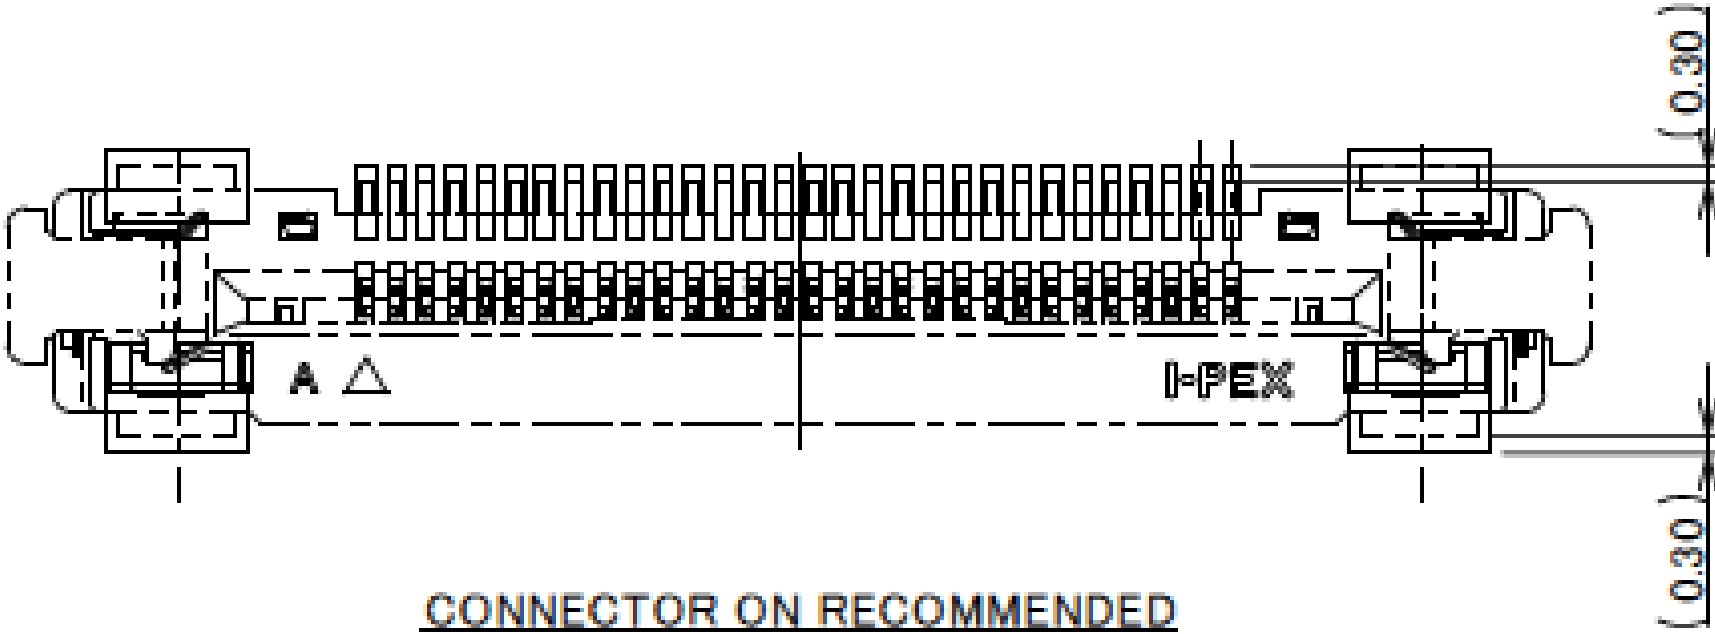 ( 0.30 )
A △
I-PEX
( 0.30 )
CONNECTOR ON RECOMMENDED